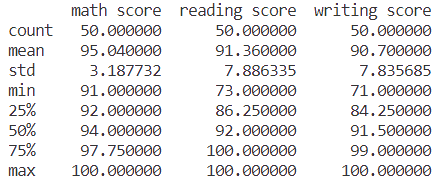 math score reading score writing score
count 50.000000 50.000000 50.000000
mean 95.040000 91.360000 90.700000
std 3.187732 7.886335 7.835685
min 91.000000 73.000000 71.000000
25% 92.000000 86.250000 84.250000
50% 94.000000 92.000000 91.500000
75% 97.750000 100.000000 99.000000
max 100.000000 100.000000 100.000000